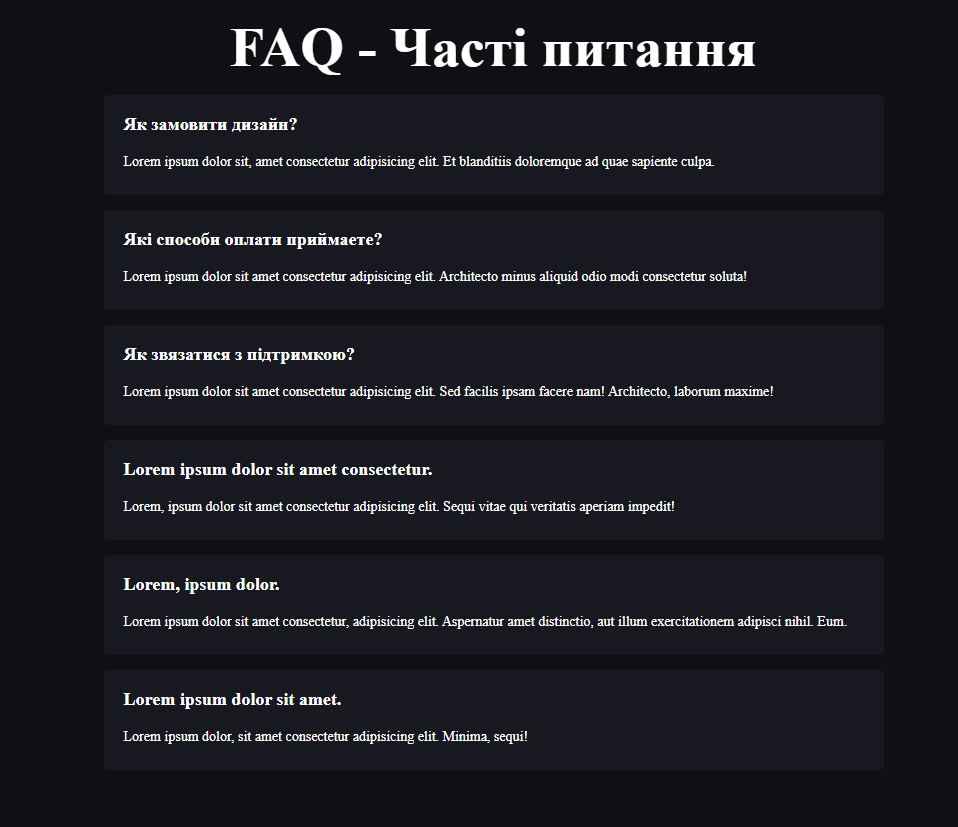 FAQ - Часті питання
Як замовити дизайн?
Lorem ipsum dolor sit, amet consectetur adipisicing elit. Et blanditiis doloremque ad quae sapiente culpa.
Які способи оплати приймаете?
Lorem ipsum dolor sit amet consectetur adipisicing elit. Architecto minus aliquid odio modi consectetur soluta!
Як звязатися з підтримкою?
Lorem ipsum dolor sit amet consectetur adipisicing elit. Sed facilis ipsam facere nam! Architecto, laborum maxime!
Lorem ipsum dolor sit amet consectetur.
Lorem, ipsum dolor sit amet consectetur adipisicing elit. Sequi vitae qui veritatis aperiam impedit!
Lorem, ipsum dolor.
Lorem ipsum dolor sit amet consectetur, adipisicing elit. Aspernatur amet distinctio, aut illum exercitationem adipisci nihil. Eum.
Lorem ipsum dolor sit amet.
Lorem ipsum dolor, sit amet consectetur adipisicing elit. Minima, sequi!